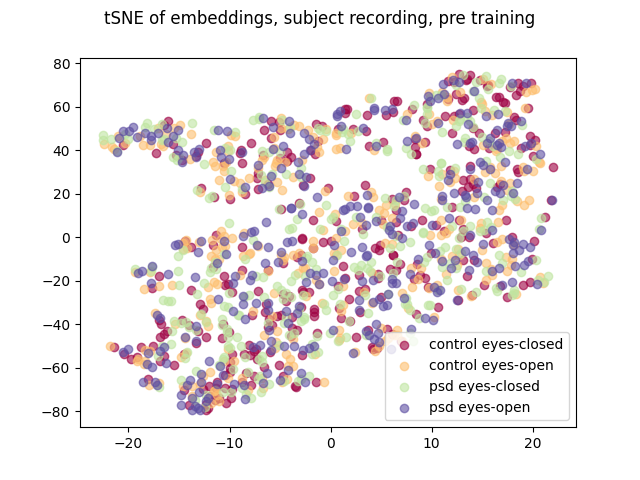 tSNE of embeddings, subject recording, pre training
80
60
40
20
0
−20
−40
−60
−80
−20
−10
0
10
20
control eyes-closed
control eyes-open
psd eyes-closed
psd eyes-open